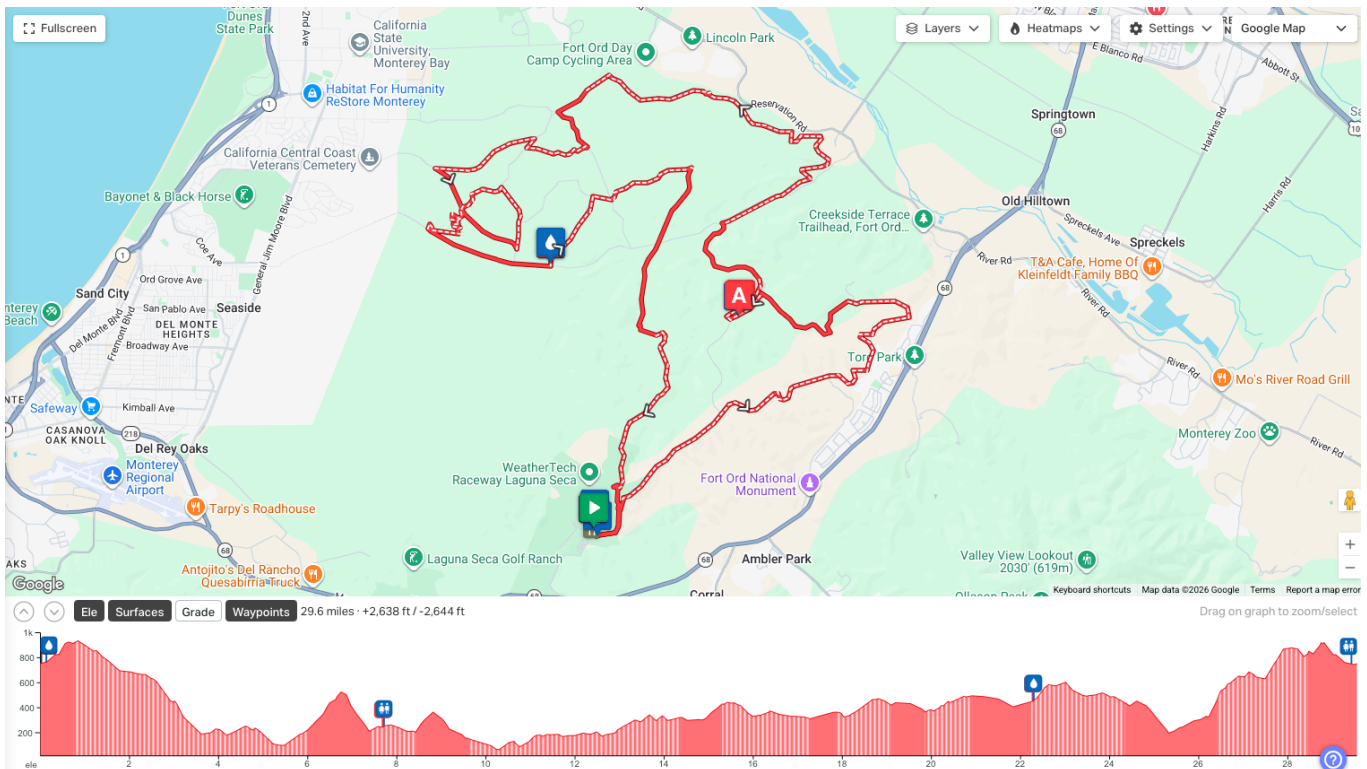 Fullscreen
Layers
Heatmaps
Settings
Google Map
Fort Ord
Dunes
State Park
2nd Ave
California
State
University,
Monterey Bay
Fort Ord Day
Camp Cycling Area
Lincoln Park
E Blanco Rd
Abbott St
Habitat For Humanity
ReStore Monterey
1
Reservation Rd
Springtown
68
Harkins Rd
California Central Coast
Veterans Cemetery
Bayonet & Black Horse
General Jim Moore Blvd
Coe Ave
1
Harris Rd
Old Hilltown
Creekside Terrace
Trailhead, Fort Ord...
Spreckels Ave
Spreckels
River Rd
T&A Cafe, Home Of
Kleinfeldt Family BBQ
Ord Grove Ave
Sand City
San Pablo Ave
Seaside
DEL MONTE
HEIGHTS
Broadway Ave
Del Monte Blvd
Fremont Blvd
A
68
River Rd
Toro Park
River Rd
Mo's River Road Grill
Safeway
Kimball Ave
CASANOVA
OAK KNOLL
218
Del Rey Oaks
Monterey Zoo
River Rd
Monterey
Regional
Airport
WeatherTech
Raceway Laguna Seca
Fort Ord National
Monument
Tarpy's Roadhouse
68
Laguna Seca Golf Ranch
68
Ambler Park
Valley View Lookout
2030' (619m)
Antojito's Del Rancho
Quesabirria Truck
Google
Corral
Keyboard shortcuts
Map data ©2026 Google
Terms
Report a map error
Ele
Surfaces
Grade
Waypoints
29.6 miles · +2,638 ft / -2,644 ft
Drag on graph to zoom/select
1k
800
600
400
200
ele
2
4
6
8
10
12
14
16
18
20
22
24
26
28